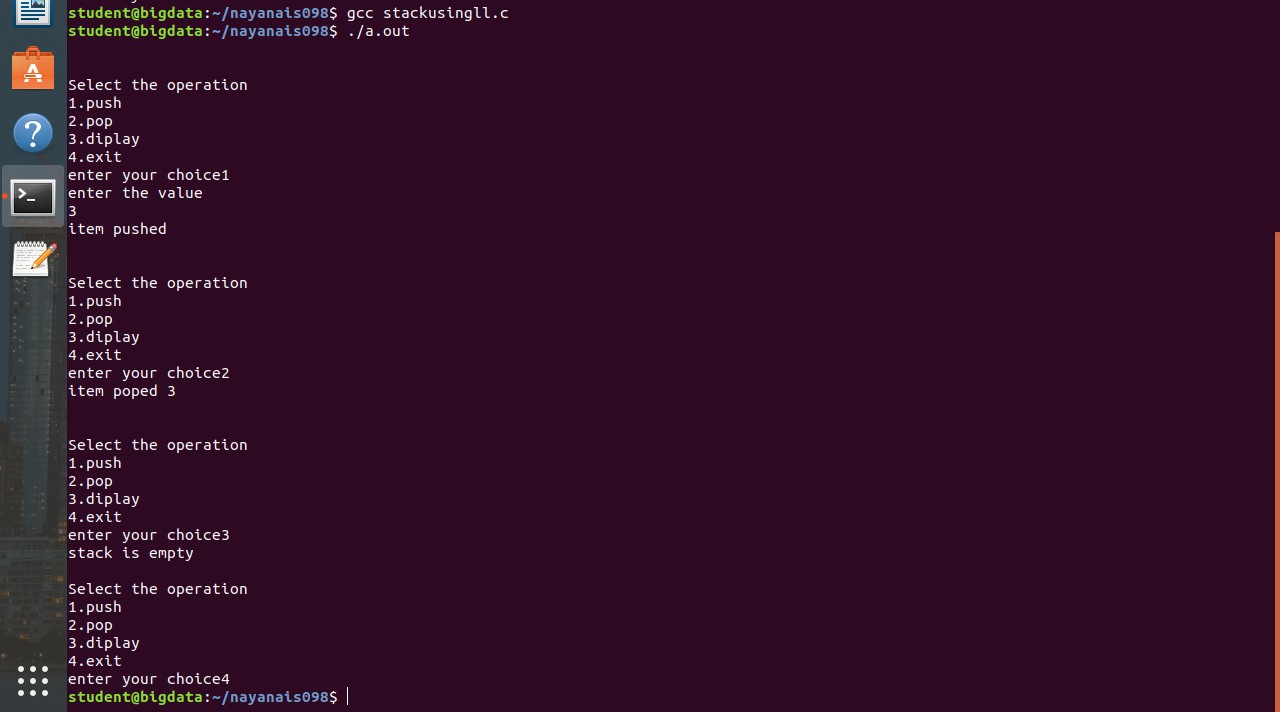 student@bigdata:~/nayanais098$ gcc stackusingll.c
student@bigdata:~/nayanais098$ ./a.out
Select the operation
1.push
2.pop
3.diplay
4.exit
enter your choice1
enter the value
3
item pushed
Select the operation
1.push
2.pop
3.diplay
4.exit
enter your choice2
item poped 3
Select the operation
1.push
2.pop
3.diplay
4.exit
enter your choice3
stack is empty
Select the operation
1.push
2.pop
3.diplay
4.exit
enter your choice4
student@bigdata:~/nayanais098$